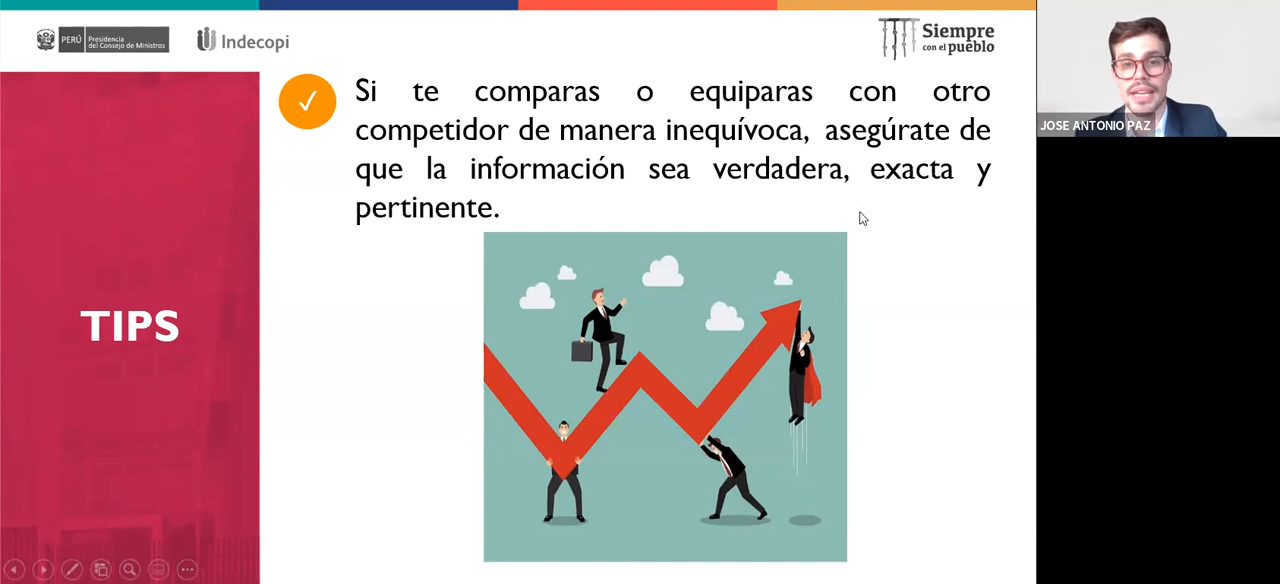 PERÚ
Presidencia
del Consejo de Ministros
Indecopi
Siempre
con el pueblo
JOSE ANTONIO PAZ
Si te comparas o equiparas con otro
competidor de manera inequívoca, asegúrate de
que la información sea verdadera, exacta y
pertinente.
TIPS